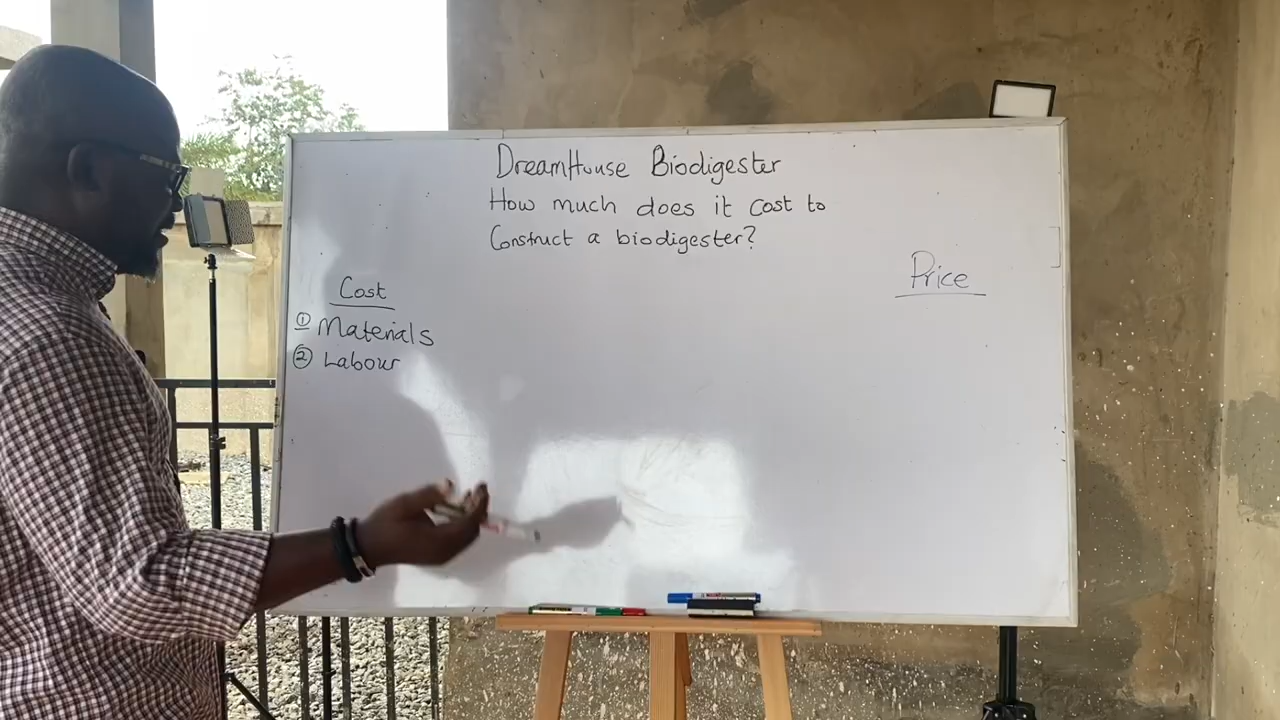 DreamHouse Biodigester
How much does it cost to
Construct a biodigester?
Price
Cost
① Materials
② Labour